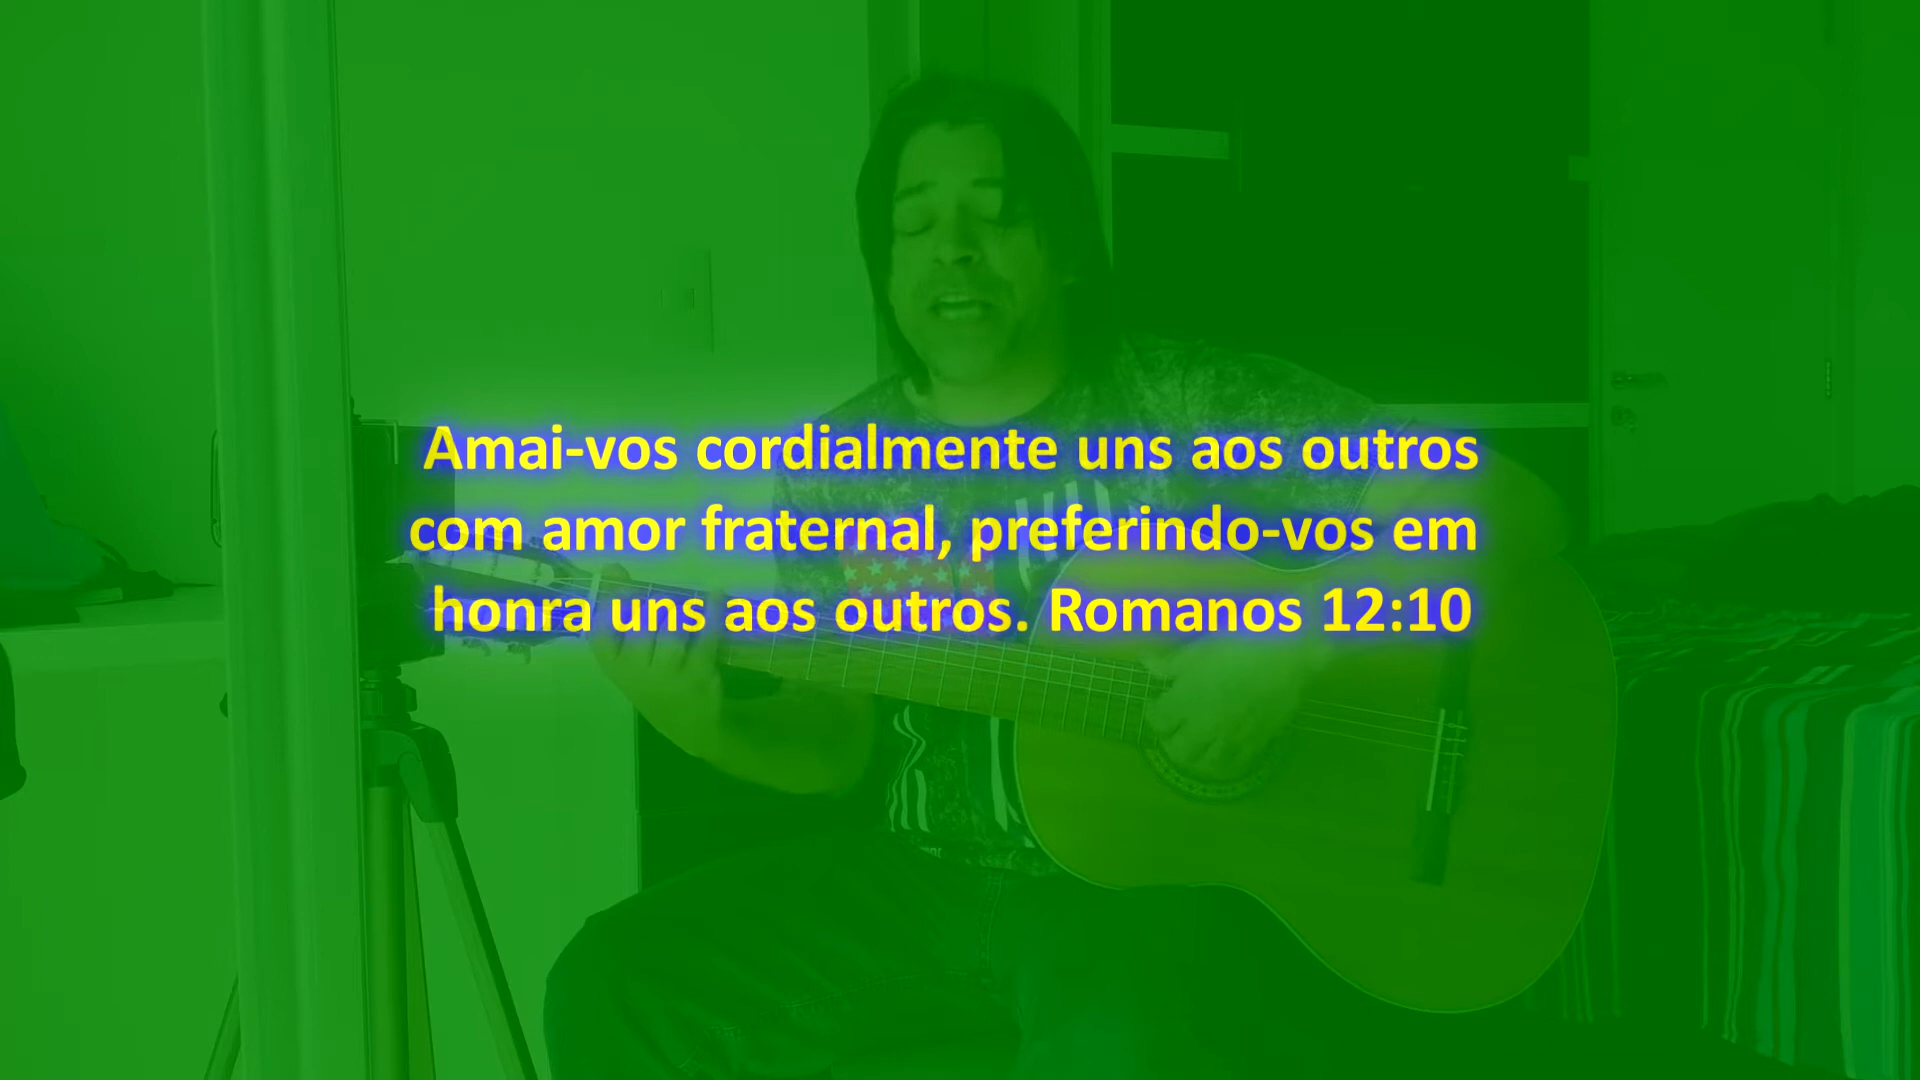 Amai-vos cordialmente uns aos outros
com amor fraternal, preferindo-vos em
honra uns aos outros. Romanos 12:10